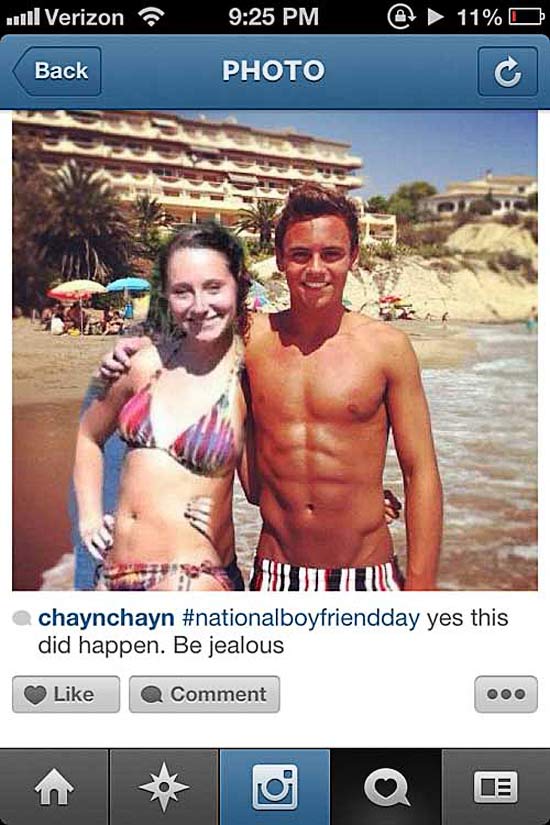 Verizon 9:25 PM 11%
Back PHOTO
chaynchayn #nationalboyfriendday yes this
did happen. Be jealous
Like Comment